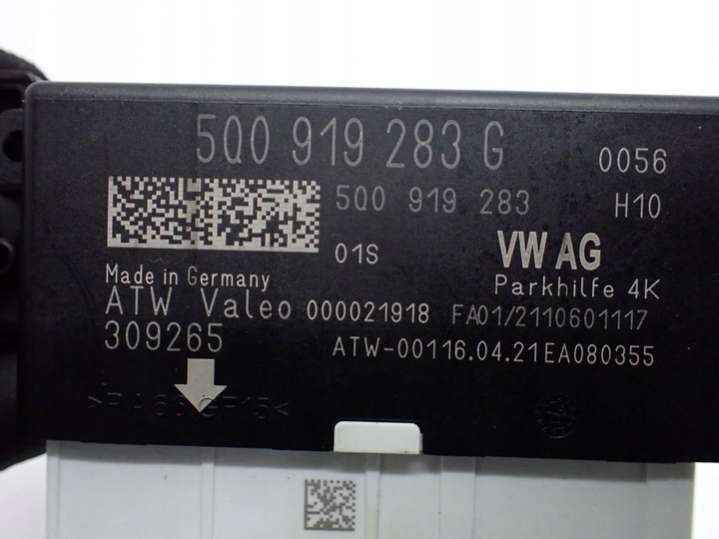 5Q0 919 283 G 0056
5Q0 919 283 H10
01S VW AG
Made in Germany Parkhilfe 4K
ATW Valeo 000021918 FA01/2110601117
309265 ATW-00116.04.21EA080355
>PA66GF15<